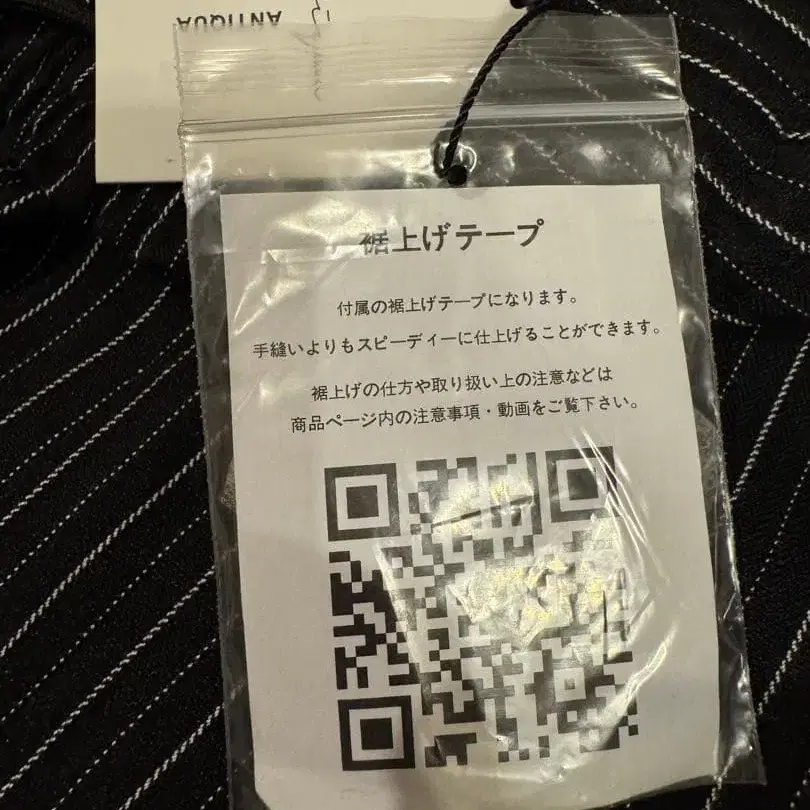 ANTIQUA
裾上げテープ
付属の裾上げテープになります。
手縫いよりもスピーディーに仕上げることができます。
裾上げの仕方や取り扱い上の注意などは
商品ページ内の注意事項・動画をご覧下さい。